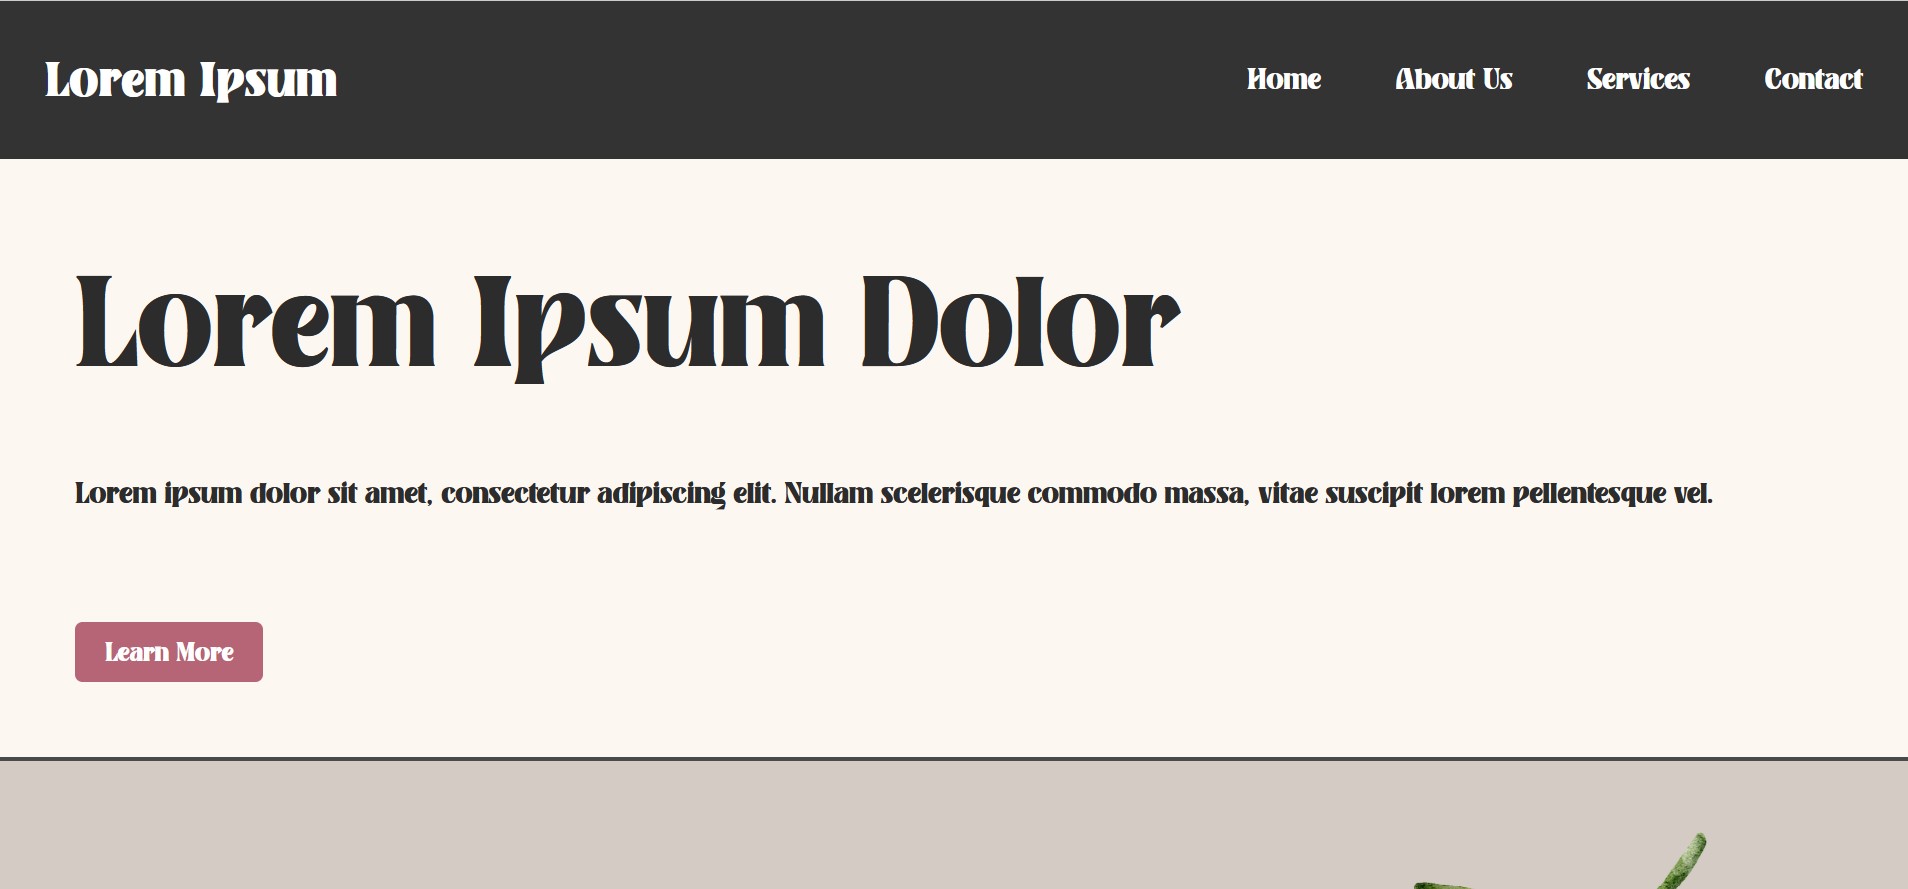 Lorem Ipsum
Home
About Us
Services
Contact
Lorem Ipsum Dolor
Lorem ipsum dolor sit amet, consectetur adipiscing elit. Nullam scelerisque commodo massa, vitae suscipit lorem pellentesque vel.
Learn More